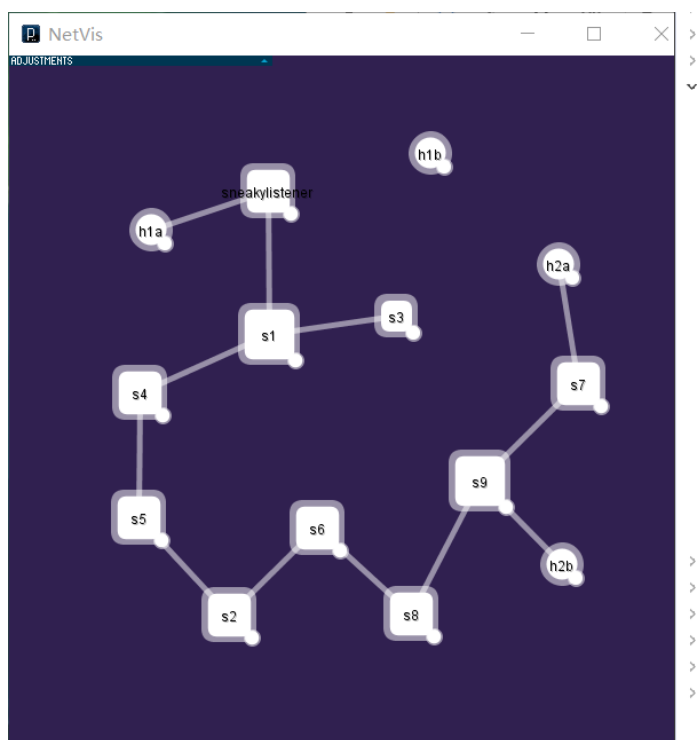 NetVis
ADJUSTMENTS
h1b
sneakylistener
h1a
h2a
s3
s1
s7
s4
s9
s5
s6
h2b
s2
s8